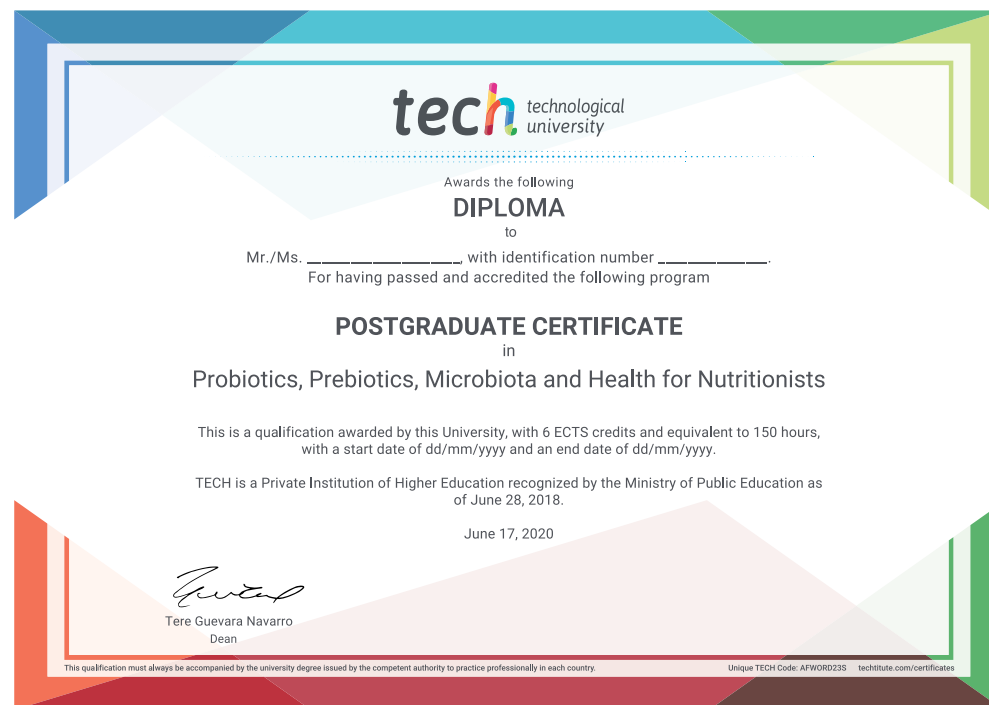 tech technological
university
Awards the following
DIPLOMA
to
Mr./Ms. ____________________, with identification number ______________.
For having passed and accredited the following program
POSTGRADUATE CERTIFICATE
in
Probiotics, Prebiotics, Microbiota and Health for Nutritionists
This is a qualification awarded by this University, with 6 ECTS credits and equivalent to 150 hours,
with a start date of dd/mm/yyyy and an end date of dd/mm/yyyy.
TECH is a Private Institution of Higher Education recognized by the Ministry of Public Education as
of June 28, 2018.
June 17, 2020
Tere Guevara Navarro
Dean
This qualification must always be accompanied by the university degree issued by the competent authority to practice professionally in each country.
Unique TECH Code: AFWORD23S techtitute.com/certificates